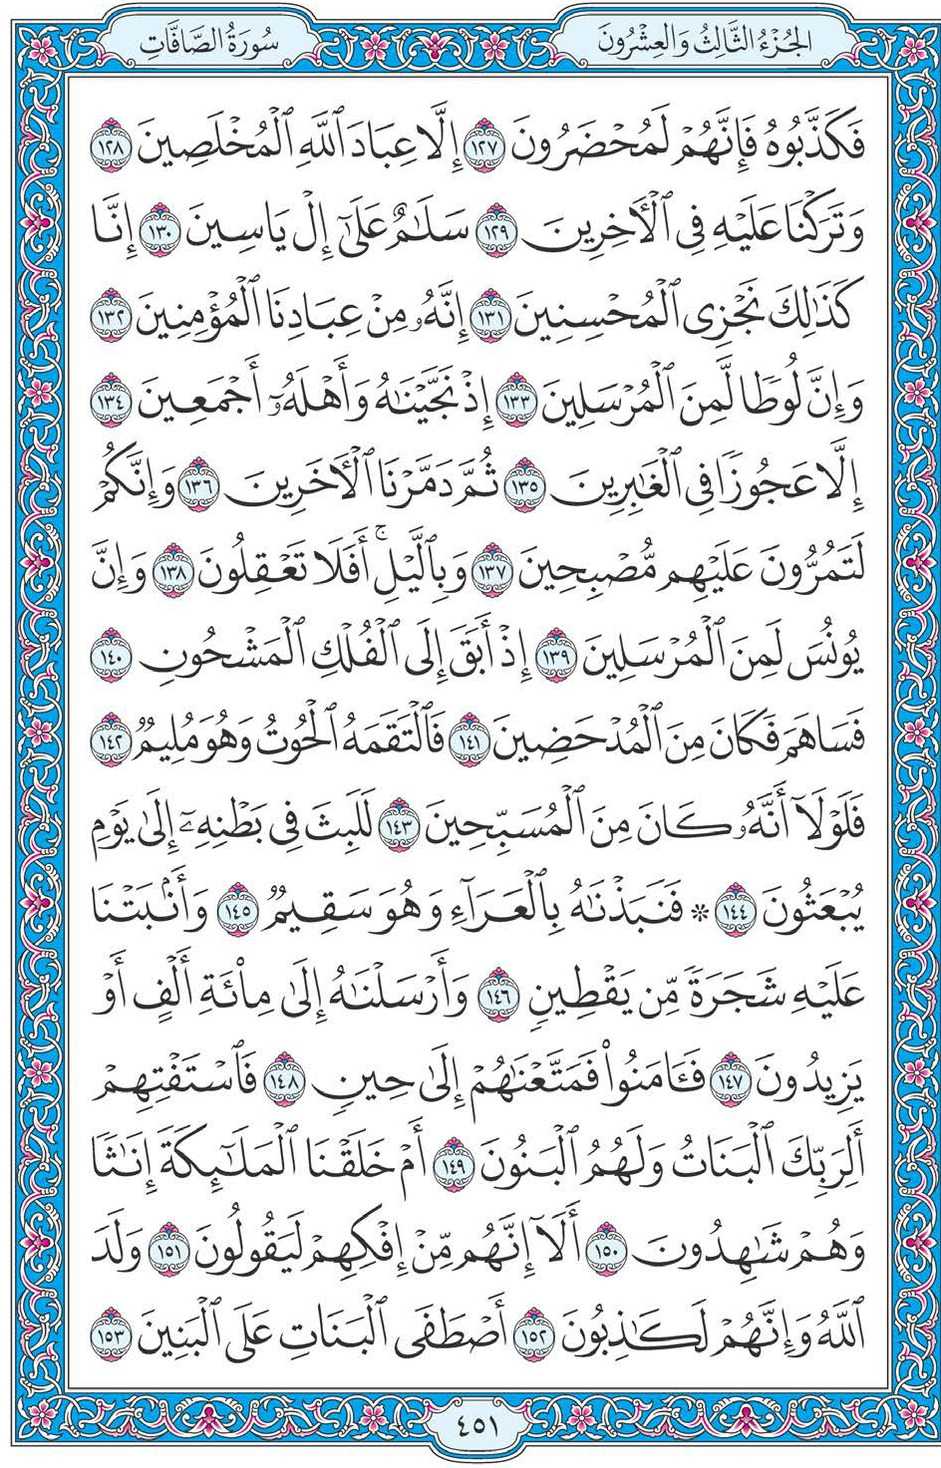 الجُزْءُ الثَّالِثُ وَالعِشْرُونَ
سُورَةُ الصَّافَّاتِ
فَكَذَّبُوهُ فَإِنَّهُمْ لَمُحْضَرُونَ ١٢٧ إِلَّا عِبَادَ ٱللَّهِ ٱلْمُخْلَصِينَ ١٢٨
وَتَرَكْنَا عَلَيْهِ فِى ٱلْأَخِرِينَ ١٢٩ سَلَٰمٌ عَلَىٰٓ إِلْ يَاسِينَ ١٣٠ إِنَّا
كَذَٰلِكَ نَجْزِى ٱلْمُحْسِنِينَ ١٣١ إِنَّهُۥ مِنْ عِبَادِنَا ٱلْمُؤْمِنِينَ ١٣٢
وَإِنَّ لُوطًا لَّمِنَ ٱلْمُرْسَلِينَ ١٣٣ إِذْ نَجَّيْنَٰهُ وَأَهْلَهُۥٓ أَجْمَعِينَ ١٣٤
إِلَّا عَجُوزًا فِى ٱلْغَٰبِرِينَ ١٣٥ ثُمَّ دَمَّرْنَا ٱلْأَخَرِينَ ١٣٦ وَإِنَّكُمْ
لَتَمُرُّونَ عَلَيْهِم مُّصْبِحِينَ ١٣٧ وَبِٱلَّيْلِ ۚ أَفَلَا تَعْقِلُونَ ١٣٨ وَإِنَّ
يُونُسَ لَمِنَ ٱلْمُرْسَلِينَ ١٣٩ إِذْ أَبَقَ إِلَى ٱلْفُلْكِ ٱلْمَشْحُونِ ١٤٠
فَسَاهَمَ فَكَانَ مِنَ ٱلْمُدْحَضِينَ ١٤١ فَٱلْتَقَمَهُ ٱلْحُوتُ وَهُوَ مُلِيمٌ ١٤٢
فَلَوْلَآ أَنَّهُۥ كَانَ مِنَ ٱلْمُسَبِّحِينَ ١٤٣ لَلَبِثَ فِى بَطْنِهِۦٓ إِلَىٰ يَوْمِ
يُبْعَثُونَ ١٤٤ ۞ فَنَبَذْنَٰهُ بِٱلْعَرَآءِ وَهُوَ سَقِيمٌ ١٤٥ وَأَنۢبَتْنَا
عَلَيْهِ شَجَرَةً مِّن يَقْطِينٍ ١٤٦ وَأَرْسَلْنَٰهُ إِلَىٰ مِا۟ئَةِ أَلْفٍ أَوْ
يَزِيدُونَ ١٤٧ فَـَٔامَنُوا۟ فَمَتَّعْنَٰهُمْ إِلَىٰ حِينٍ ١٤٨ فَٱسْتَفْتِهِمْ
أَلِرَبِّكَ ٱلْبَنَاتُ وَلَهُمُ ٱلْبَنُونَ ١٤٩ أَمْ خَلَقْنَا ٱلْمَلَٰٓئِكَةَ إِنَٰثًا
وَهُمْ شَٰهِدُونَ ١٥٠ أَلَآ إِنَّهُم مِّنْ إِفْكِهِمْ لَيَقُولُونَ ١٥١ وَلَدَ
ٱللَّهُ وَإِنَّهُمْ لَكَٰذِبُونَ ١٥٢ أَصْطَفَى ٱلْبَنَاتِ عَلَى ٱلْبَنِينَ ١٥٣
٤٥١